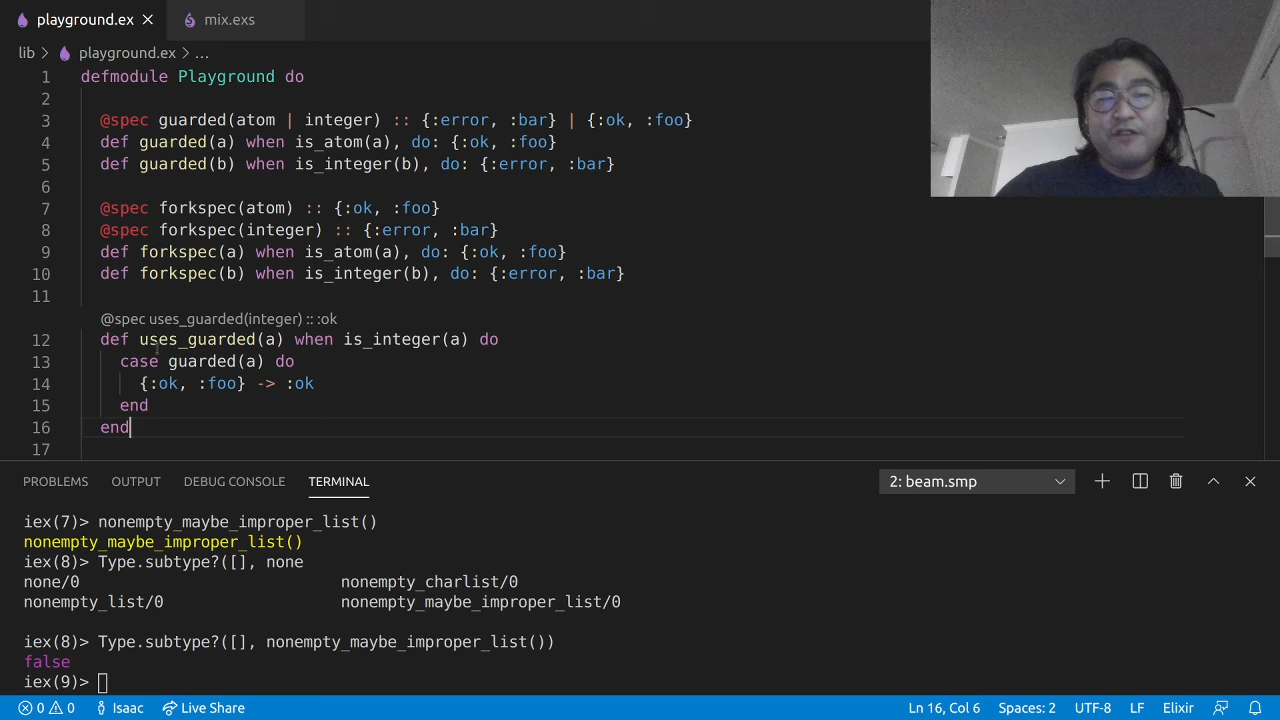 playground.ex
mix.exs
lib > playground.ex > ...
1 defmodule Playground do
2
3 @spec guarded(atom | integer) :: {:error, :bar} | {:ok, :foo}
4 def guarded(a) when is_atom(a), do: {:ok, :foo}
5 def guarded(b) when is_integer(b), do: {:error, :bar}
6
7 @spec forkspec(atom) :: {:ok, :foo}
8 @spec forkspec(integer) :: {:error, :bar}
9 def forkspec(a) when is_atom(a), do: {:ok, :foo}
10 def forkspec(b) when is_integer(b), do: {:error, :bar}
11
@spec uses_guarded(integer) :: :ok
12 def uses_guarded(a) when is_integer(a) do
13 case guarded(a) do
14 {:ok, :foo} -> :ok
15 end
16 end
17
PROBLEMS OUTPUT DEBUG CONSOLE TERMINAL 2: beam.smp
iex(7)> nonempty_maybe_improper_list()
nonempty_maybe_improper_list()
iex(8)> Type.subtype?([], none
none/0 nonempty_charlist/0
nonempty_list/0 nonempty_maybe_improper_list/0
iex(8)> Type.subtype?([], nonempty_maybe_improper_list())
false
iex(9)>
0 0 Isaac Live Share Ln 16, Col 6 Spaces: 2 UTF-8 LF Elixir